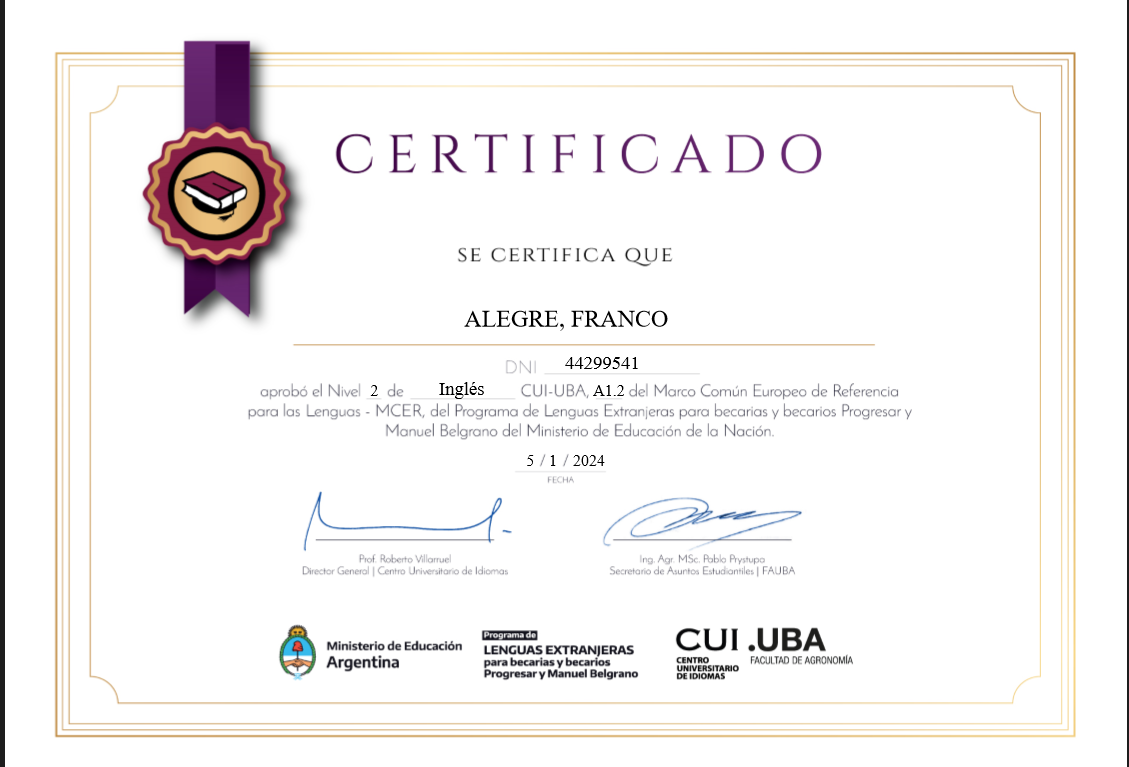 CERTIFICADO
SE CERTIFICA QUE
ALEGRE, FRANCO
DNI 44299541
aprobó el Nivel 2 de Inglés CUI-UBA, A1.2 del Marco Común Europeo de Referencia
para las Lenguas - MCER, del Programa de Lenguas Extranjeras para becarias y becarios Progresar y
Manuel Belgrano del Ministerio de Educación de la Nación.
5 / 1 / 2024
FECHA
Prof. Roberto Villarruel
Director General | Centro Universitario de Idiomas
Ing. Agr. MSc. Pablo Prystupa
Secretario de Asuntos Estudiantiles | FAUBA
Ministerio de Educación
Argentina
Programa de
LENGUAS EXTRANJERAS
para becarias y becarios
Progresar y Manuel Belgrano
CUI.UBA
CENTRO
UNIVERSITARIO
DE IDIOMAS
FACULTAD DE AGRONOMÍA